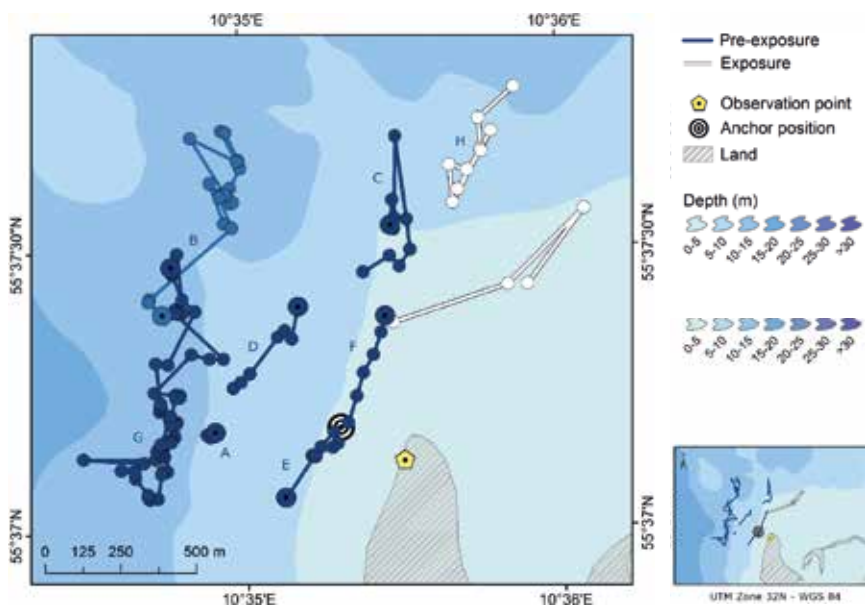 10°35'E
10°36'E
Pre-exposure
Exposure
Observation point
Anchor position
Land
Depth (m)
0-5
5-10
10-15
15-20
20-25
25-30
>30
0-5
5-10
10-15
15-20
20-25
25-30
>30
55°37'30"N
55°37'30"N
H
C
B
D
F
G
A
E
55°37'N
55°37'N
0 125 250 500 m
10°35'E
10°36'E
UTM Zone 32N - WGS 84